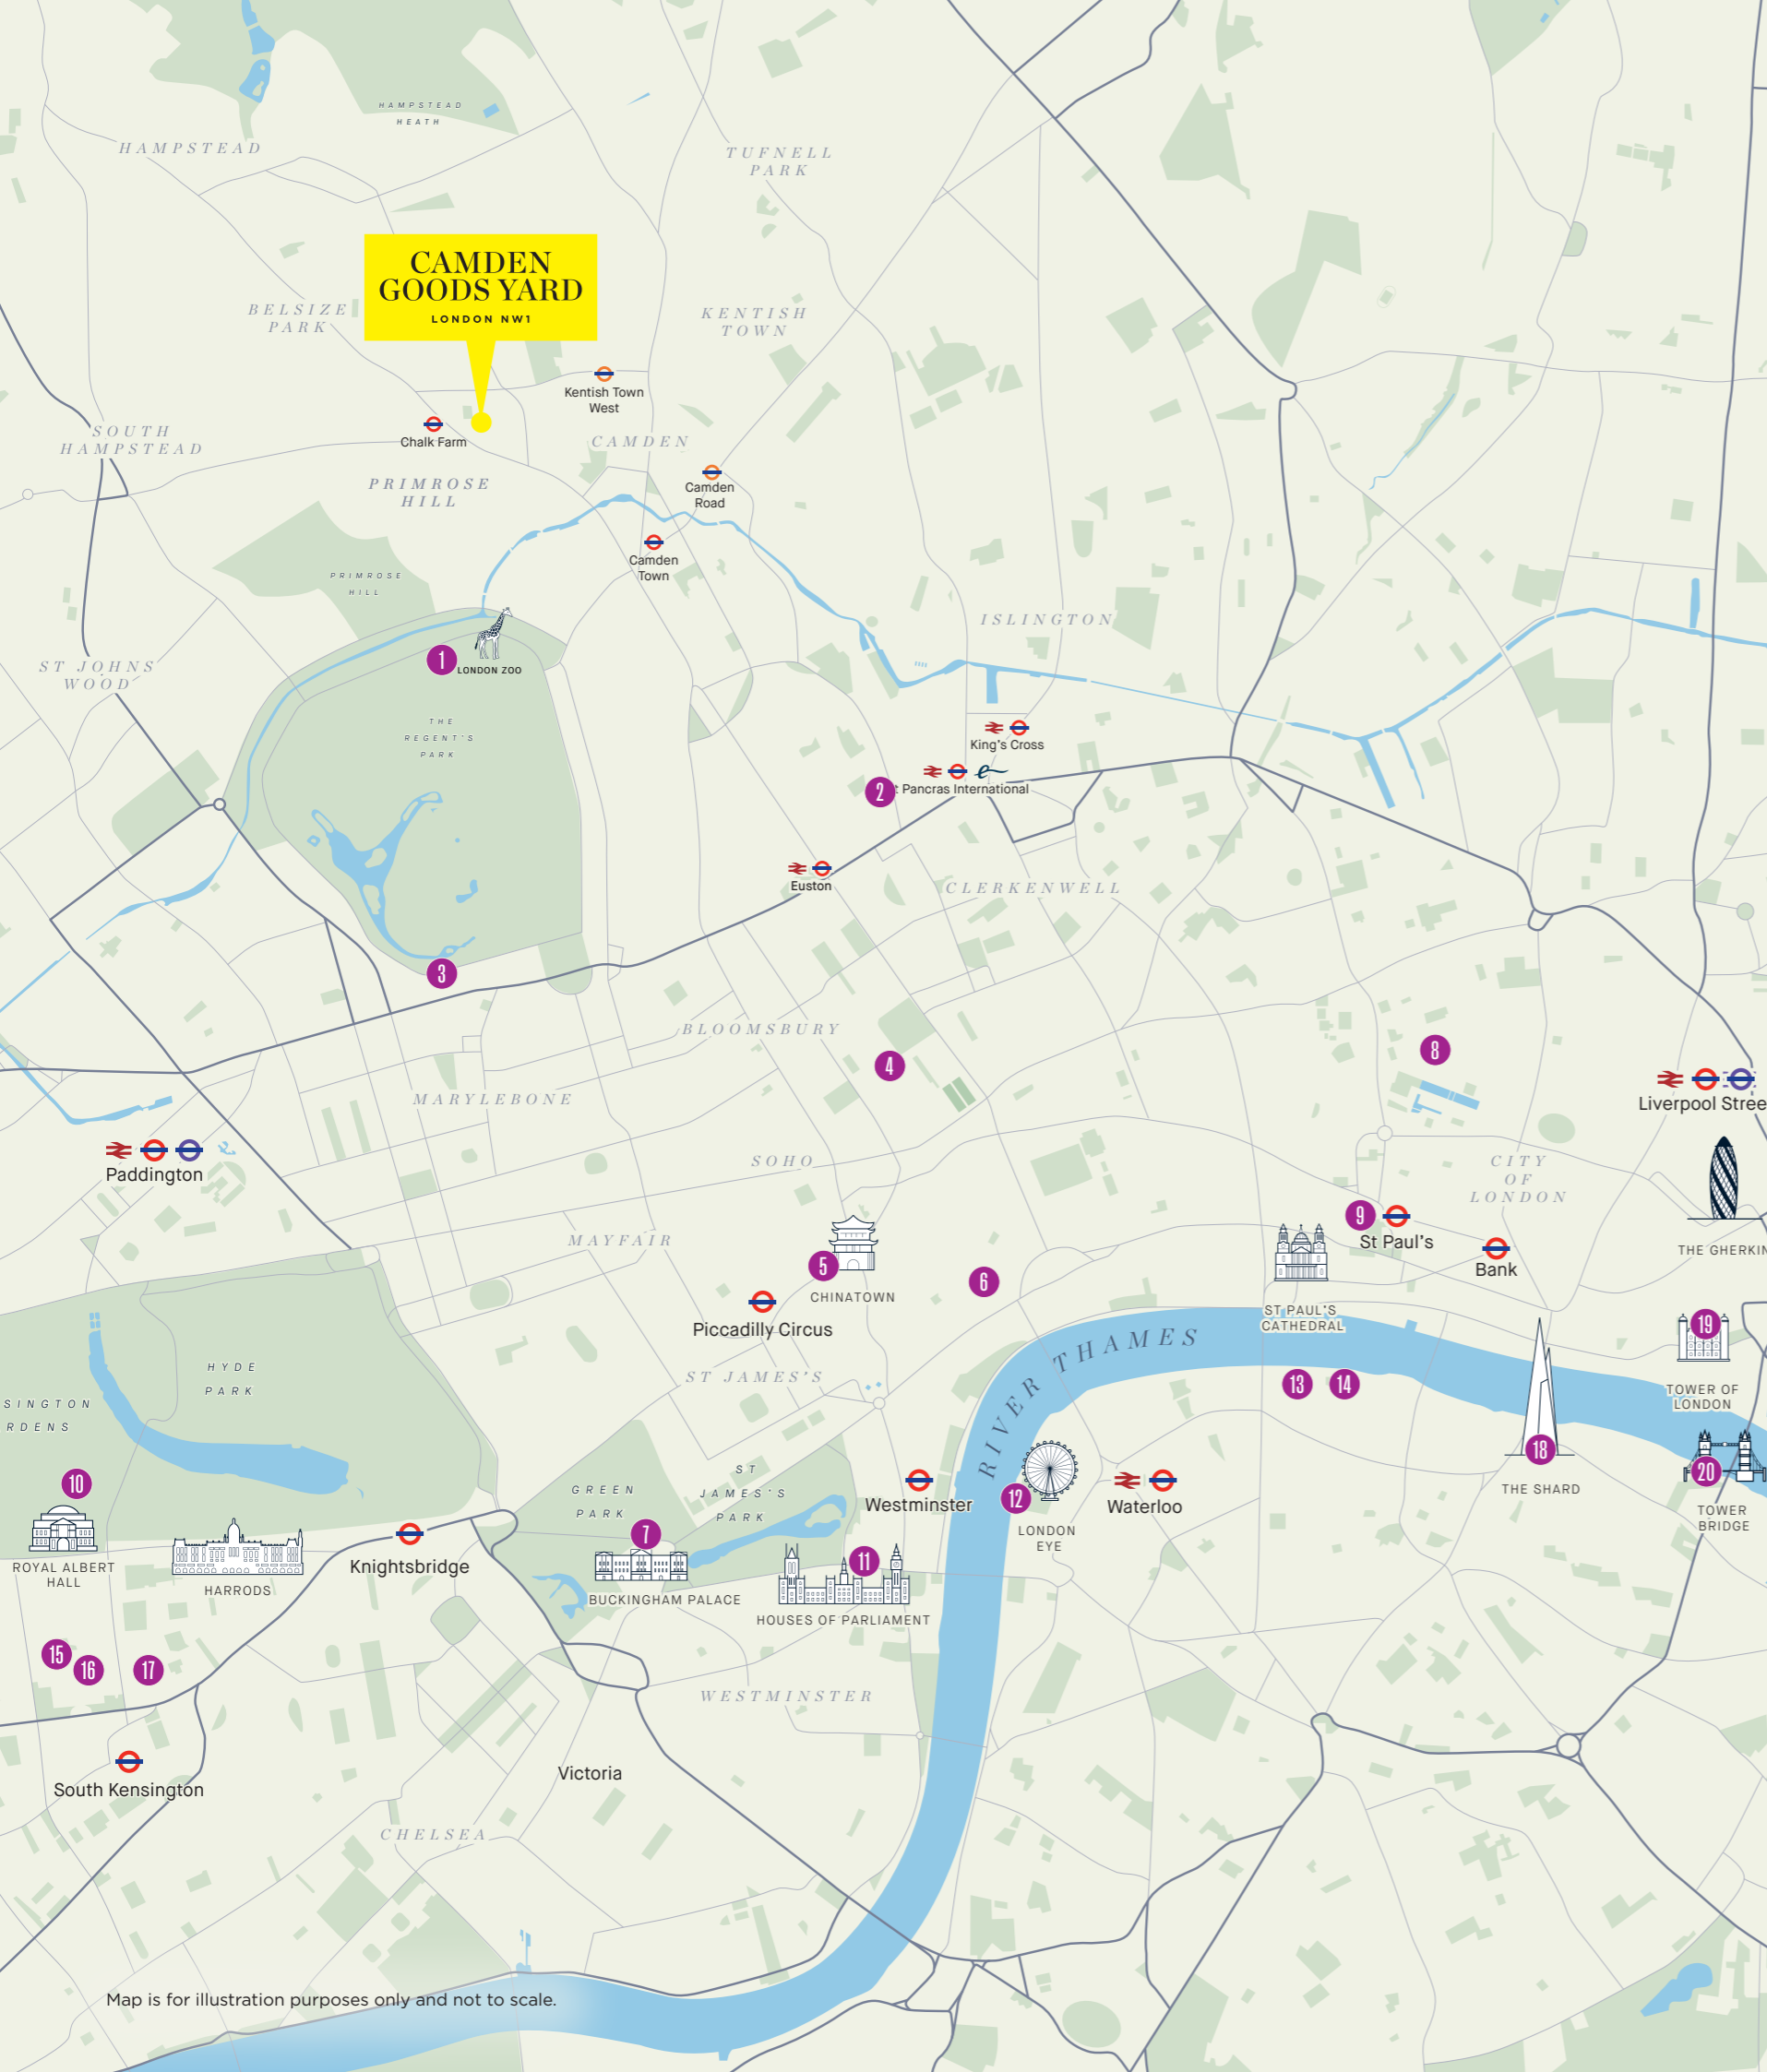 HAMPSTEAD
HEATH
HAMPSTEAD
TUFNELL
PARK
CAMDEN
GOODS YARD
LONDON NW1
BELSIZE
PARK
KENTISH
TOWN
Kentish Town
West
Chalk Farm
SOUTH
HAMPSTEAD
CAMDEN
PRIMROSE
HILL
Camden
Road
Camden
Town
PRIMROSE
HILL
ISLINGTON
1
LONDON ZOO
ST JOHNS
WOOD
THE
REGENT'S
PARK
King's Cross
2
t Pancras International
Euston
CLERKENWELL
3
BLOOMSBURY
4
8
MARYLEBONE
Liverpool Stree
Paddington
SOHO
CITY
OF
LONDON
9
St Paul's
MAYFAIR
5
CHINATOWN
6
Bank
THE GHERKIN
Piccadilly Circus
ST PAUL'S
CATHEDRAL
RIVER THAMES
19
HYDE
PARK
ST JAMES'S
13
14
TOWER OF
LONDON
SINGTON
RDENS
18
20
THE SHARD
TOWER
BRIDGE
10
ROYAL ALBERT
HALL
HARRODS
Knightsbridge
GREEN
PARK
ST
JAMES'S
PARK
7
BUCKINGHAM PALACE
Westminster
11
HOUSES OF PARLIAMENT
12
LONDON
EYE
Waterloo
15
16
17
WESTMINSTER
South Kensington
Victoria
CHELSEA
Map is for illustration purposes only and not to scale.